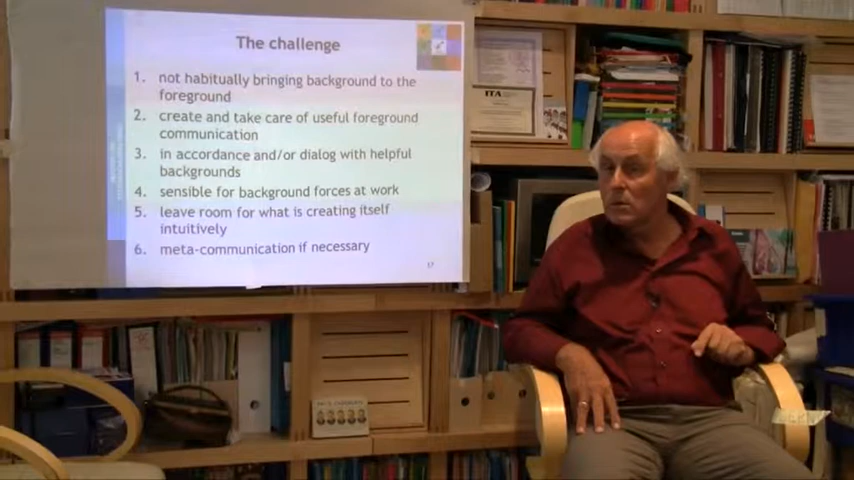 The challenge
1. not habitually bringing background to the
foreground
2. create and take care of useful foreground
communication
3. in accordance and/or dialog with helpful
backgrounds
4. sensible for background forces at work
5. leave room for what is creating itself
intuitively
6. meta-communication if necessary
17
ITA